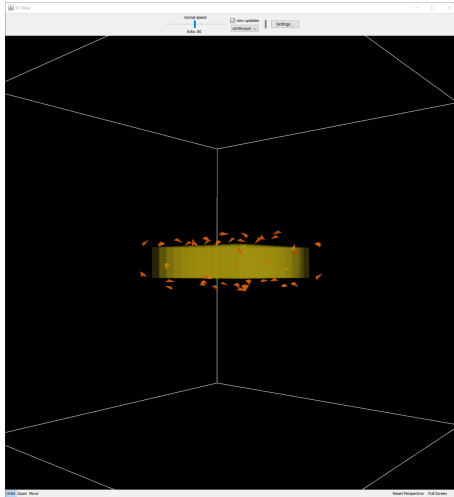 3D View
normal speed
view updates
ticks: 80
continuous
Settings...
Orbit Zoom Move
Reset Perspective Full Screen